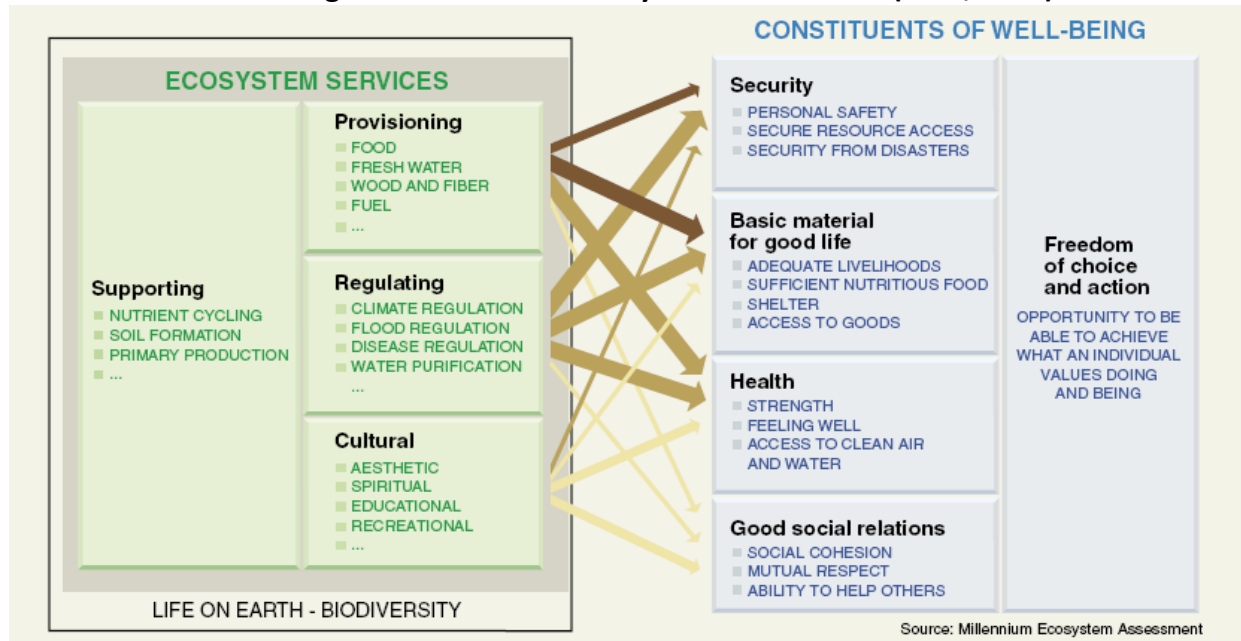 CONSTITUENTS OF WELL-BEING
ECOSYSTEM SERVICES
Supporting
NUTRIENT CYCLING
SOIL FORMATION
PRIMARY PRODUCTION
...
Provisioning
FOOD
FRESH WATER
WOOD AND FIBER
FUEL
...
Regulating
CLIMATE REGULATION
FLOOD REGULATION
DISEASE REGULATION
WATER PURIFICATION
...
Cultural
AESTHETIC
SPIRITUAL
EDUCATIONAL
RECREATIONAL
...
LIFE ON EARTH - BIODIVERSITY
Security
PERSONAL SAFETY
SECURE RESOURCE ACCESS
SECURITY FROM DISASTERS
Basic material
for good life
ADEQUATE LIVELIHOODS
SUFFICIENT NUTRITIOUS FOOD
SHELTER
ACCESS TO GOODS
Health
STRENGTH
FEELING WELL
ACCESS TO CLEAN AIR
AND WATER
Good social relations
SOCIAL COHESION
MUTUAL RESPECT
ABILITY TO HELP OTHERS
Freedom
of choice
and action
OPPORTUNITY TO BE
ABLE TO ACHIEVE
WHAT AN INDIVIDUAL
VALUES DOING
AND BEING
Source: Millennium Ecosystem Assessment